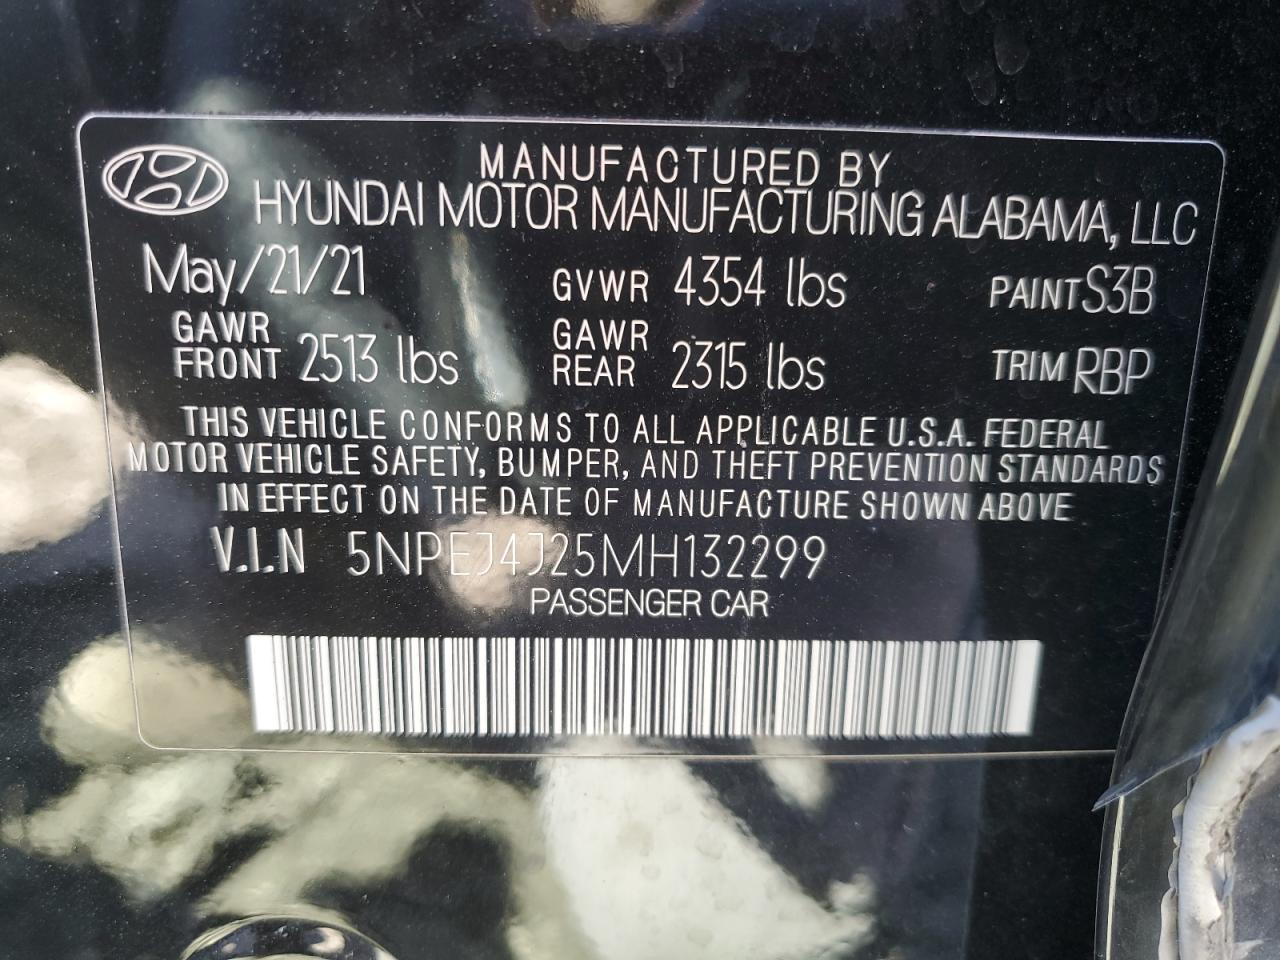 MANUFACTURED BY
HYUNDAI MOTOR MANUFACTURING ALABAMA, LLC
May/21/21 GVWR 4354 lbs PAINT S3B
GAWR FRONT 2513 lbs GAWR REAR 2315 lbs TRIM RBP
THIS VEHICLE CONFORMS TO ALL APPLICABLE U.S.A. FEDERAL
MOTOR VEHICLE SAFETY, BUMPER, AND THEFT PREVENTION STANDARDS
IN EFFECT ON THE DATE OF MANUFACTURE SHOWN ABOVE
V.I.N 5NPEJ4J25MH132299
PASSENGER CAR